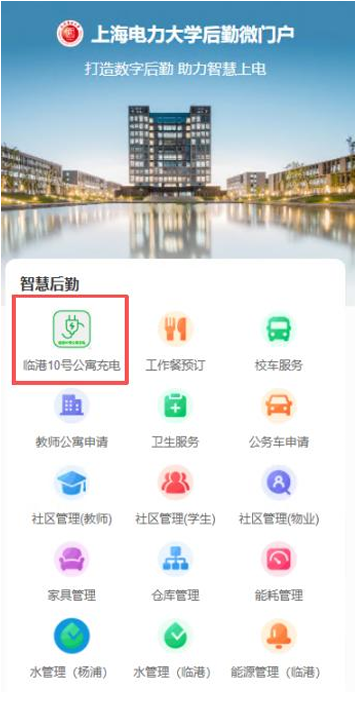 上海电力大学后勤微门户
打造数字后勤 助力智慧上电
智慧后勤
临港10号公寓充电
工作餐预订
校车服务
教师公寓申请
卫生服务
公务车申请
社区管理(教师)
社区管理(学生)
社区管理(物业)
家具管理
仓库管理
能耗管理
水管理（杨浦）
水管理（临港）
能源管理（临港）